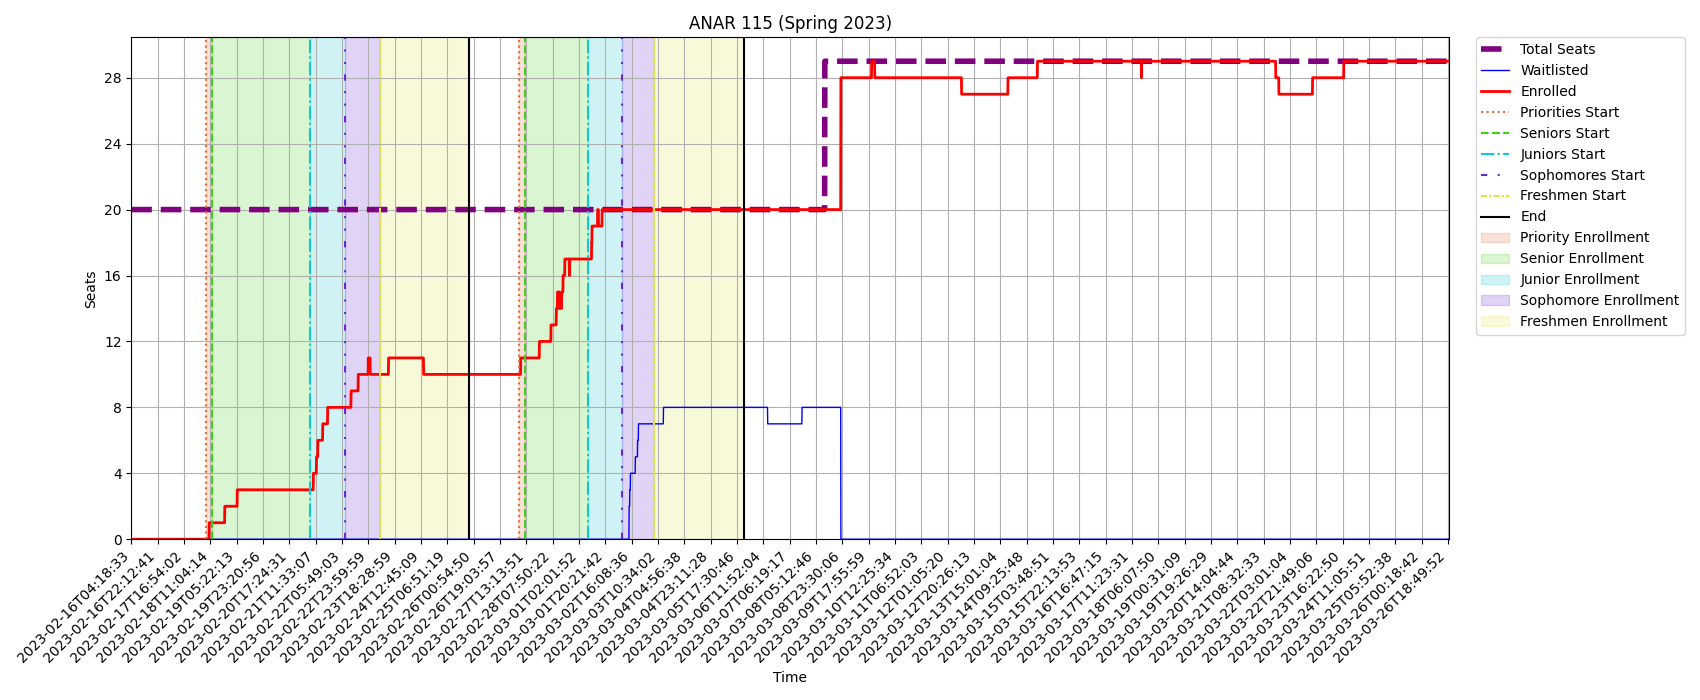 ANAR 115 (Spring 2023)
Seats
28
24
20
16
12
8
4
0
2023-02-16T04:18:33
2023-02-16T22:12:41
2023-02-17T16:54:02
2023-02-18T11:04:14
2023-02-19T05:22:13
2023-02-19T23:20:56
2023-02-20T17:24:31
2023-02-21T11:33:07
2023-02-22T05:49:03
2023-02-22T23:59:59
2023-02-23T18:28:59
2023-02-24T12:45:09
2023-02-25T06:51:19
2023-02-26T00:54:50
2023-02-26T19:03:57
2023-02-27T13:13:51
2023-02-28T07:50:22
2023-03-01T02:01:52
2023-03-01T20:21:42
2023-03-02T16:08:36
2023-03-03T10:34:02
2023-03-04T04:56:38
2023-03-04T23:11:28
2023-03-05T17:30:46
2023-03-06T11:52:04
2023-03-07T06:19:17
2023-03-08T05:12:46
2023-03-08T23:30:06
2023-03-09T17:55:59
2023-03-10T12:25:34
2023-03-11T06:52:03
2023-03-12T01:05:20
2023-03-12T20:26:13
2023-03-13T15:01:04
2023-03-14T09:25:48
2023-03-15T03:48:51
2023-03-15T22:13:53
2023-03-16T16:47:15
2023-03-17T11:23:31
2023-03-18T06:07:50
2023-03-19T00:31:09
2023-03-19T19:26:29
2023-03-20T14:04:44
2023-03-21T08:32:33
2023-03-22T03:01:04
2023-03-22T21:49:06
2023-03-23T16:22:50
2023-03-24T11:05:51
2023-03-25T05:52:38
2023-03-26T00:18:42
2023-03-26T18:49:52
Time
Total Seats
Waitlisted
Enrolled
Priorities Start
Seniors Start
Juniors Start
Sophomores Start
Freshmen Start
End
Priority Enrollment
Senior Enrollment
Junior Enrollment
Sophomore Enrollment
Freshmen Enrollment